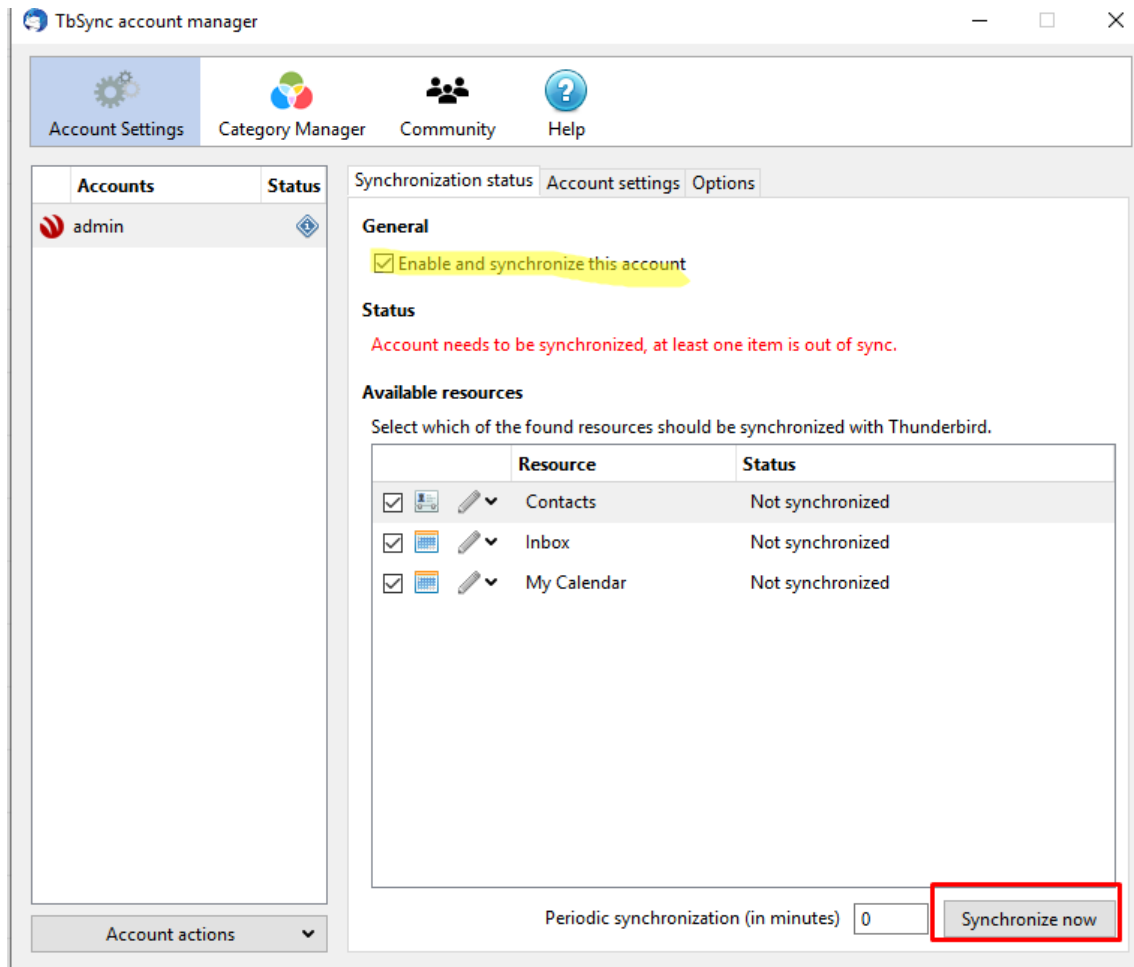 TbSync account manager
Account Settings
Category Manager
Community
Help
Accounts Status
admin
Synchronization status Account settings Options
General
Enable and synchronize this account
Status
Account needs to be synchronized, at least one item is out of sync.
Available resources
Select which of the found resources should be synchronized with Thunderbird.
Resource Status
Contacts Not synchronized
Inbox Not synchronized
My Calendar Not synchronized
Periodic synchronization (in minutes) 0 Synchronize now
Account actions